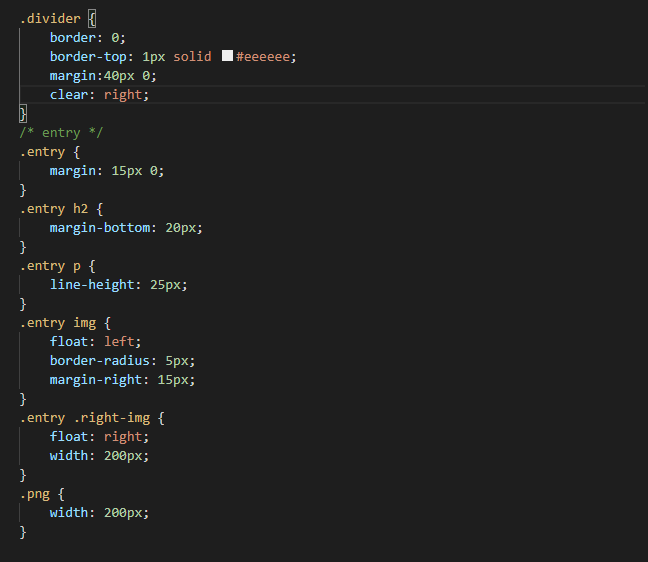 .divider {
    border: 0;
    border-top: 1px solid #eeeeee;
    margin:40px 0;
    clear: right;
}
/* entry */
.entry {
    margin: 15px 0;
}
.entry h2 {
    margin-bottom: 20px;
}
.entry p {
    line-height: 25px;
}
.entry img {
    float: left;
    border-radius: 5px;
    margin-right: 15px;
}
.entry .right-img {
    float: right;
    width: 200px;
}
.png {
    width: 200px;
}